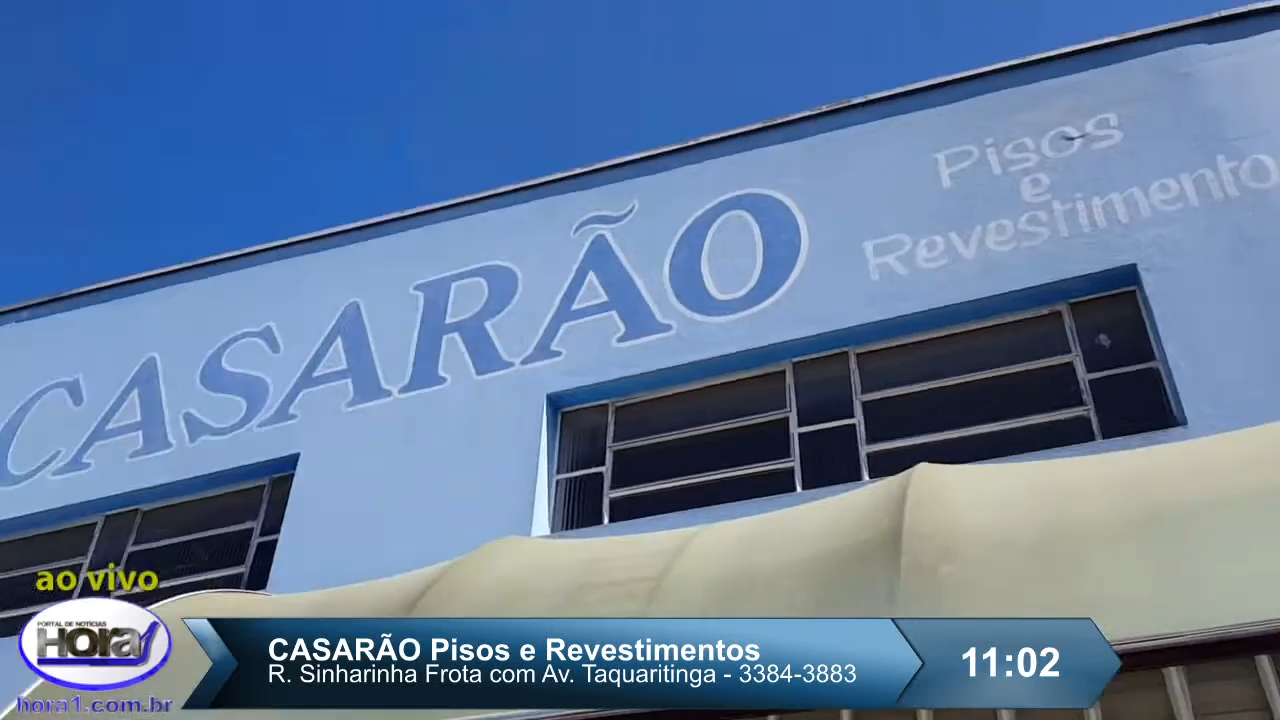 Pisos
e
Revestimento
CASARÃO
ao vivo
PORTAL DE NOTÍCIAS
Hora1
hora1.com.br
CASARÃO Pisos e Revestimentos
R. Sinharinha Frota com Av. Taquaritinga - 3384-3883
11:02